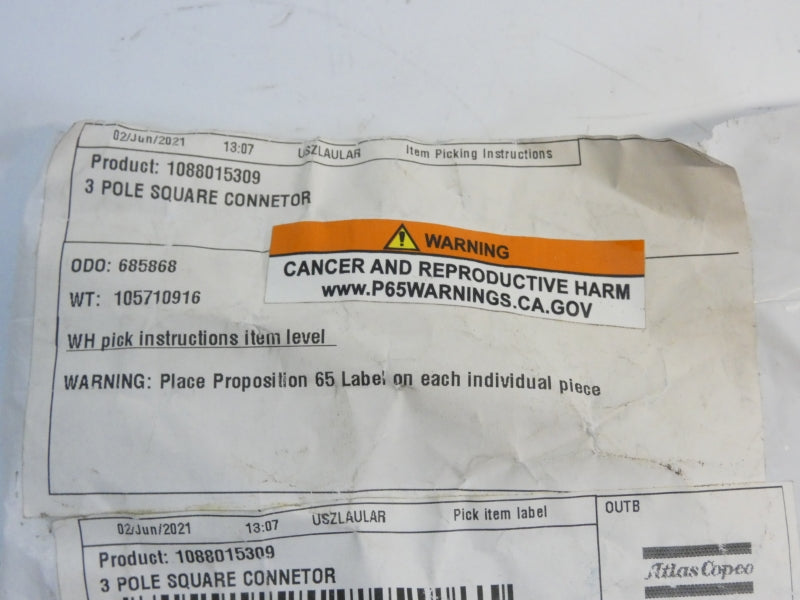 02/Jun/2021 13:07 USZLAULAR Item Picking Instructions
Product: 1088015309
3 POLE SQUARE CONNETOR
WARNING
CANCER AND REPRODUCTIVE HARM
www.P65WARNINGS.CA.GOV
ODO: 685868
WT: 105710916
WH pick instructions item level
WARNING: Place Proposition 65 Label on each individual piece
02/Jun/2021 13:07 USZLAULAR Pick item label
OUTB
Product: 1088015309
3 POLE SQUARE CONNETOR
Atlas Copco